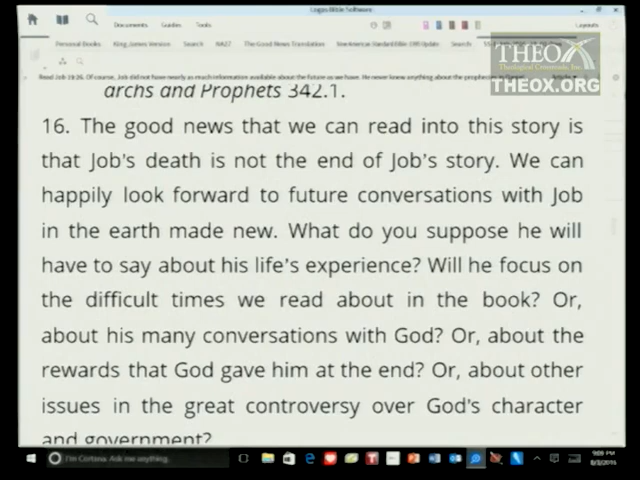 Logos Bible Software
Documents Guides Tools
Layouts
Personal Books King James Version Search NA27 The Good News Translation New American Standard Bible 1995 Update Search
THEOX
THEOX.ORG
Read Job 19:26. Of course, Job did not have nearly as much information available about the future as we have. He never knew anything about the prophecies in
archs and Prophets 342.1.
16. The good news that we can read into this story is
that Job's death is not the end of Job's story. We can
happily look forward to future conversations with Job
in the earth made new. What do you suppose he will
have to say about his life's experience? Will he focus on
the difficult times we read about in the book? Or,
about his many conversations with God? Or, about the
rewards that God gave him at the end? Or, about other
issues in the great controversy over God's character
and government?
I'm Cortana. Ask me anything.
9:09 PM